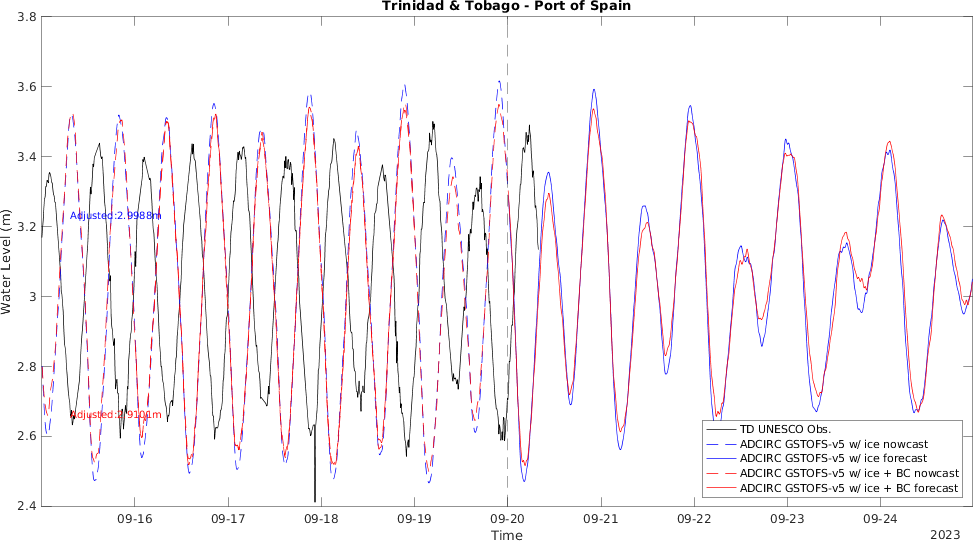 Trinidad & Tobago - Port of Spain
3.8
3.6
3.4
3.2
3
2.8
2.6
2.4
Water Level (m)
Adjusted:2.9988m
Adjusted:2.9101m
TD UNESCO Obs.
ADCIRC GSTOFS-v5 w/ ice nowcast
ADCIRC GSTOFS-v5 w/ ice forecast
ADCIRC GSTOFS-v5 w/ ice + BC nowcast
ADCIRC GSTOFS-v5 w/ ice + BC forecast
09-16
09-17
09-18
09-19
09-20
09-21
09-22
09-23
09-24
Time
2023